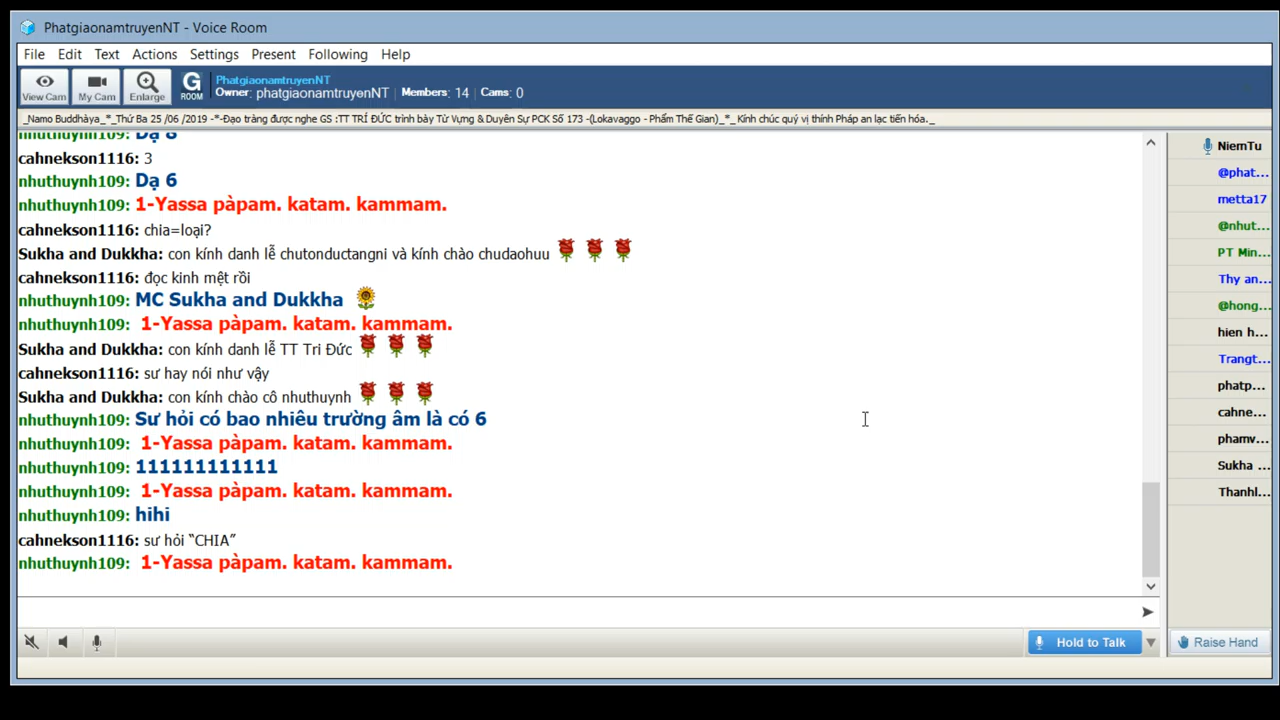 PhatgiaonamtruyenNT - Voice Room
File Edit Text Actions Settings Present Following Help
View Cam My Cam Enlarge G ROOM PhatgiaonamtruyenNT
Owner: phatgiaonamtruyenNT Members: 14 Cams: 0
_Namo Buddhàya_*_Thứ Ba 25 /06 /2019 -*-Đạo tràng được nghe GS :TT TRÍ ĐỨC trình bày Từ Vựng & Duyên Sự PCK Số 173 -(Lokavaggo - Phẩm Thế Gian)_*_ Kính chúc quý vị thính Pháp an lạc tiến hóa._
nhuthuynh109: Dạ 8
cahnekson1116: 3
nhuthuynh109: Dạ 6
nhuthuynh109: 1-Yassa pàpam. katam. kammam.
cahnekson1116: chia=loại?
Sukha and Dukkha: con kính danh lễ chutonductangni và kính chào chudaohuu
cahnekson1116: đọc kinh mệt rồi
nhuthuynh109: MC Sukha and Dukkha
nhuthuynh109: 1-Yassa pàpam. katam. kammam.
Sukha and Dukkha: con kính danh lễ TT Tri Đức
cahnekson1116: sư hay nói như vậy
Sukha and Dukkha: con kính chào cô nhuthuynh
nhuthuynh109: Sư hỏi có bao nhiêu trường âm là có 6
nhuthuynh109: 1-Yassa pàpam. katam. kammam.
nhuthuynh109: 111111111111
nhuthuynh109: 1-Yassa pàpam. katam. kammam.
nhuthuynh109: hihi
cahnekson1116: sư hỏi “CHIA”
nhuthuynh109: 1-Yassa pàpam. katam. kammam.
NiemTu
@phat...
metta17
@nhut...
PT Min...
Thy an...
@hong...
hien h...
Trangt...
phatp...
cahne...
phamv...
Sukha ...
Thanhl...
Hold to Talk
Raise Hand